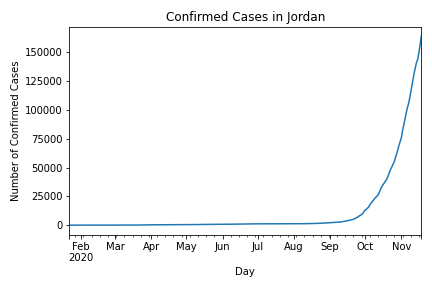 Confirmed Cases in Jordan
Number of Confirmed Cases
150000
125000
100000
75000
50000
25000
0
Feb Mar Apr May Jun Jul Aug Sep Oct Nov
2020
Day